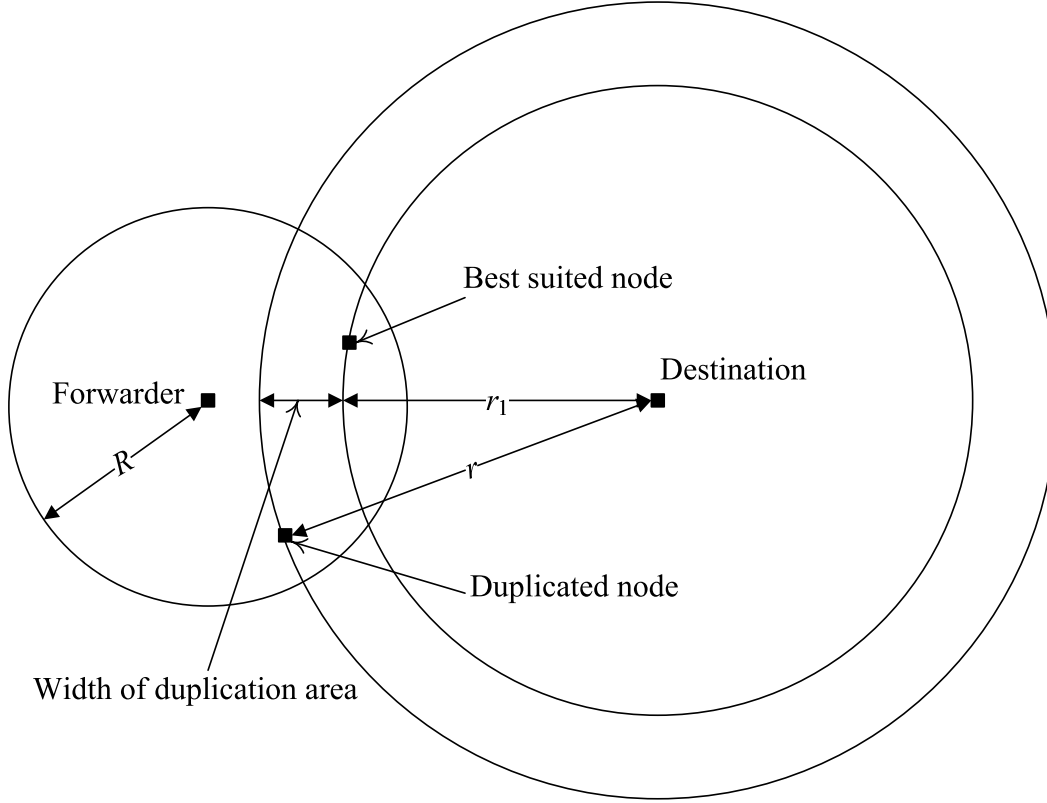 Best suited node
Destination
Forwarder
r₁
R
r
Duplicated node
Width of duplication area